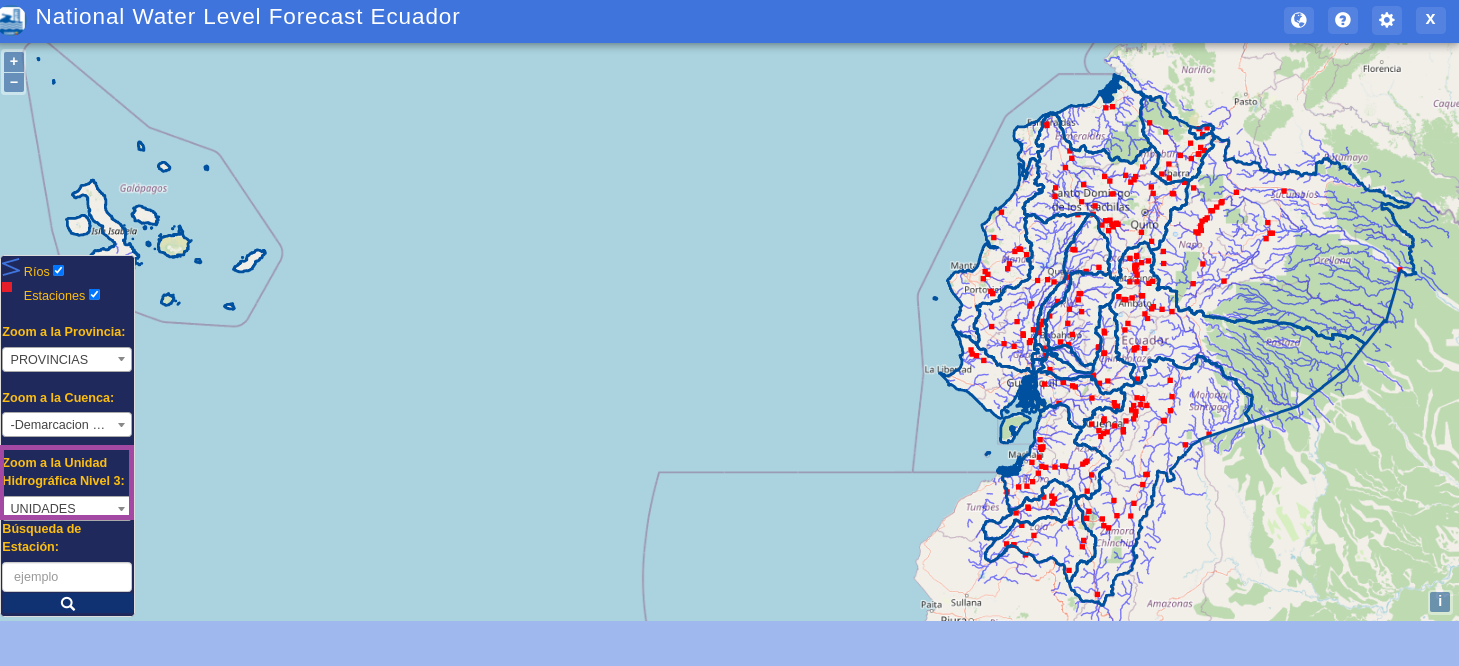 National Water Level Forecast Ecuador
X
+
−
Nariño
Florencia
Pasto
Esmeraldas
Putumayo
Galápagos
Ibarra
Sucumbíos
Santo Domingo
de los Tsáchilas
Isla Isabela
Quito
Napo
Orellana
Manta
Portoviejo
Ríos
Estaciones
Ambato
Zoom a la Provincia:
Babahoyo
Ecuador
Pastaza
PROVINCIAS
La Libertad
Guayaquil
Zoom a la Cuenca:
Morona
Santiago
-Demarcacion ...
Cuenca
Zoom a la Unidad
Hidrográfica Nivel 3:
Machala
UNIDADES
Tumbes
Loja
Búsqueda de
Estación:
Zamora
Chinchipe
ejemplo
Paita
Sullana
Amazonas
i
Piura